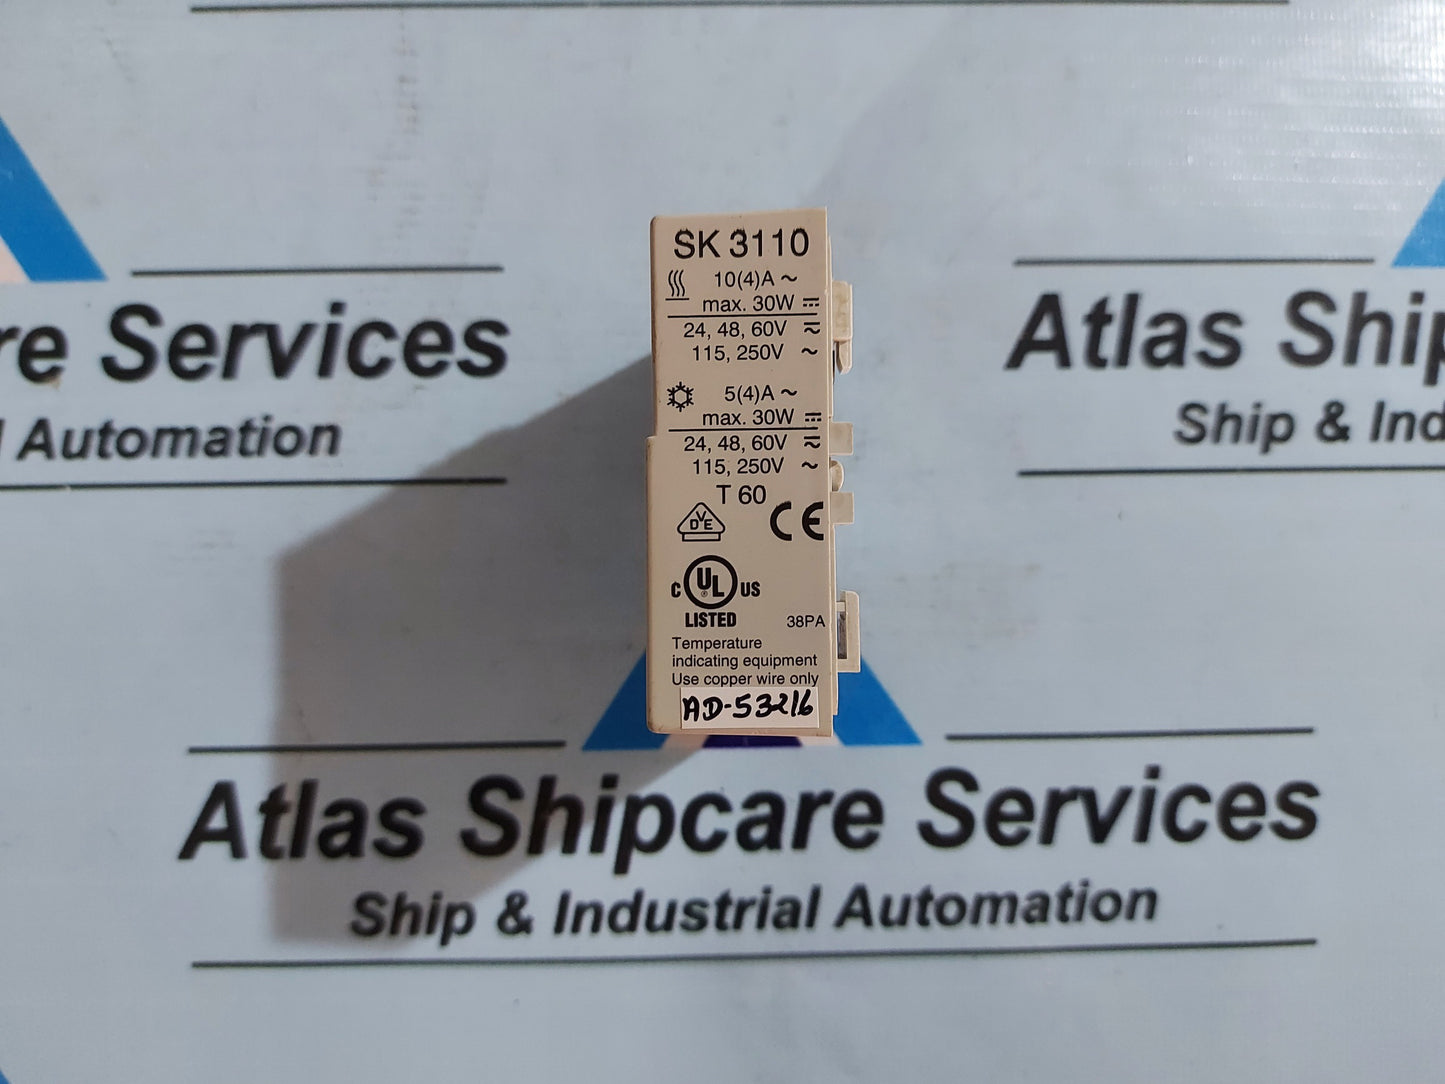 SK 3110
10(4)A ~
max. 30W ⎓
24, 48, 60V ⎓~
115, 250V ~
5(4)A ~
max. 30W ⎓
24, 48, 60V ⎓~
115, 250V ~
T 60
DVE CE
C UL US
®
LISTED 38PA
Temperature
indicating equipment
Use copper wire only
AD-53216
re Services
l Automation
Atlas Ship
Ship & Ind
Atlas Shipcare Services
Ship & Industrial Automation